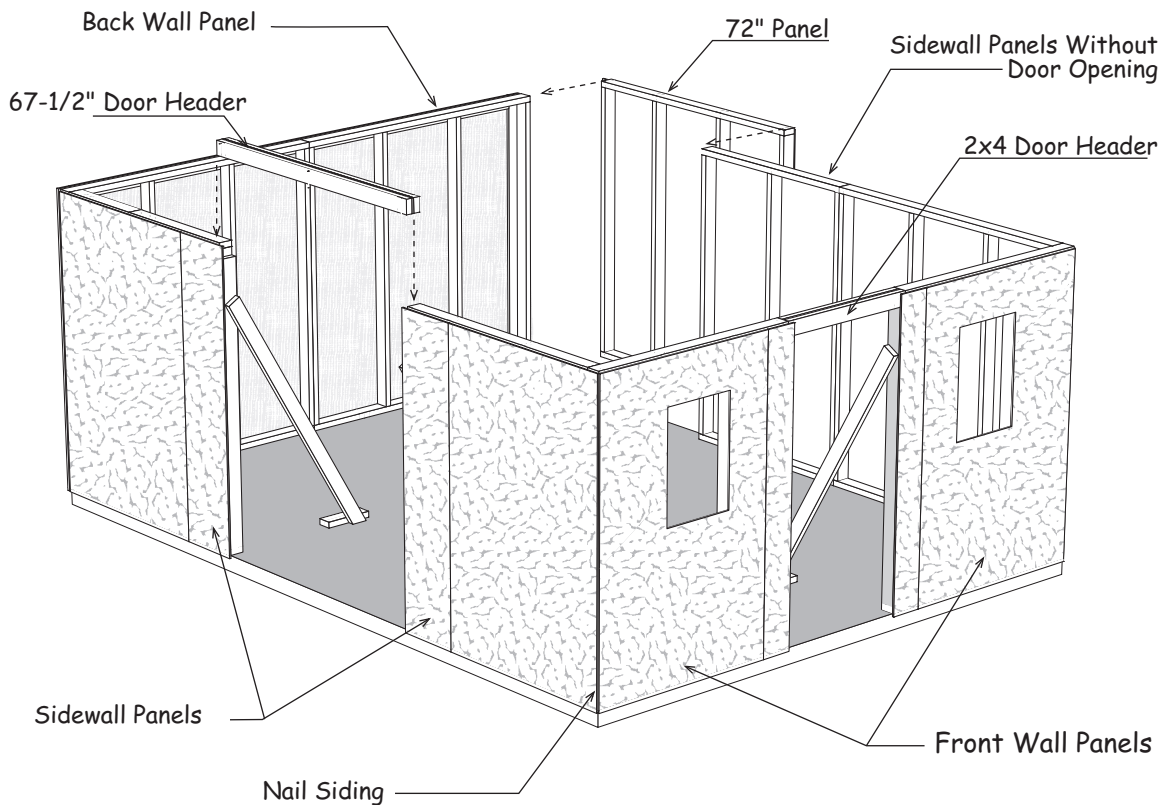 Back Wall Panel
72" Panel
Sidewall Panels Without
Door Opening
67-1/2" Door Header
2x4 Door Header
Sidewall Panels
Front Wall Panels
Nail Siding